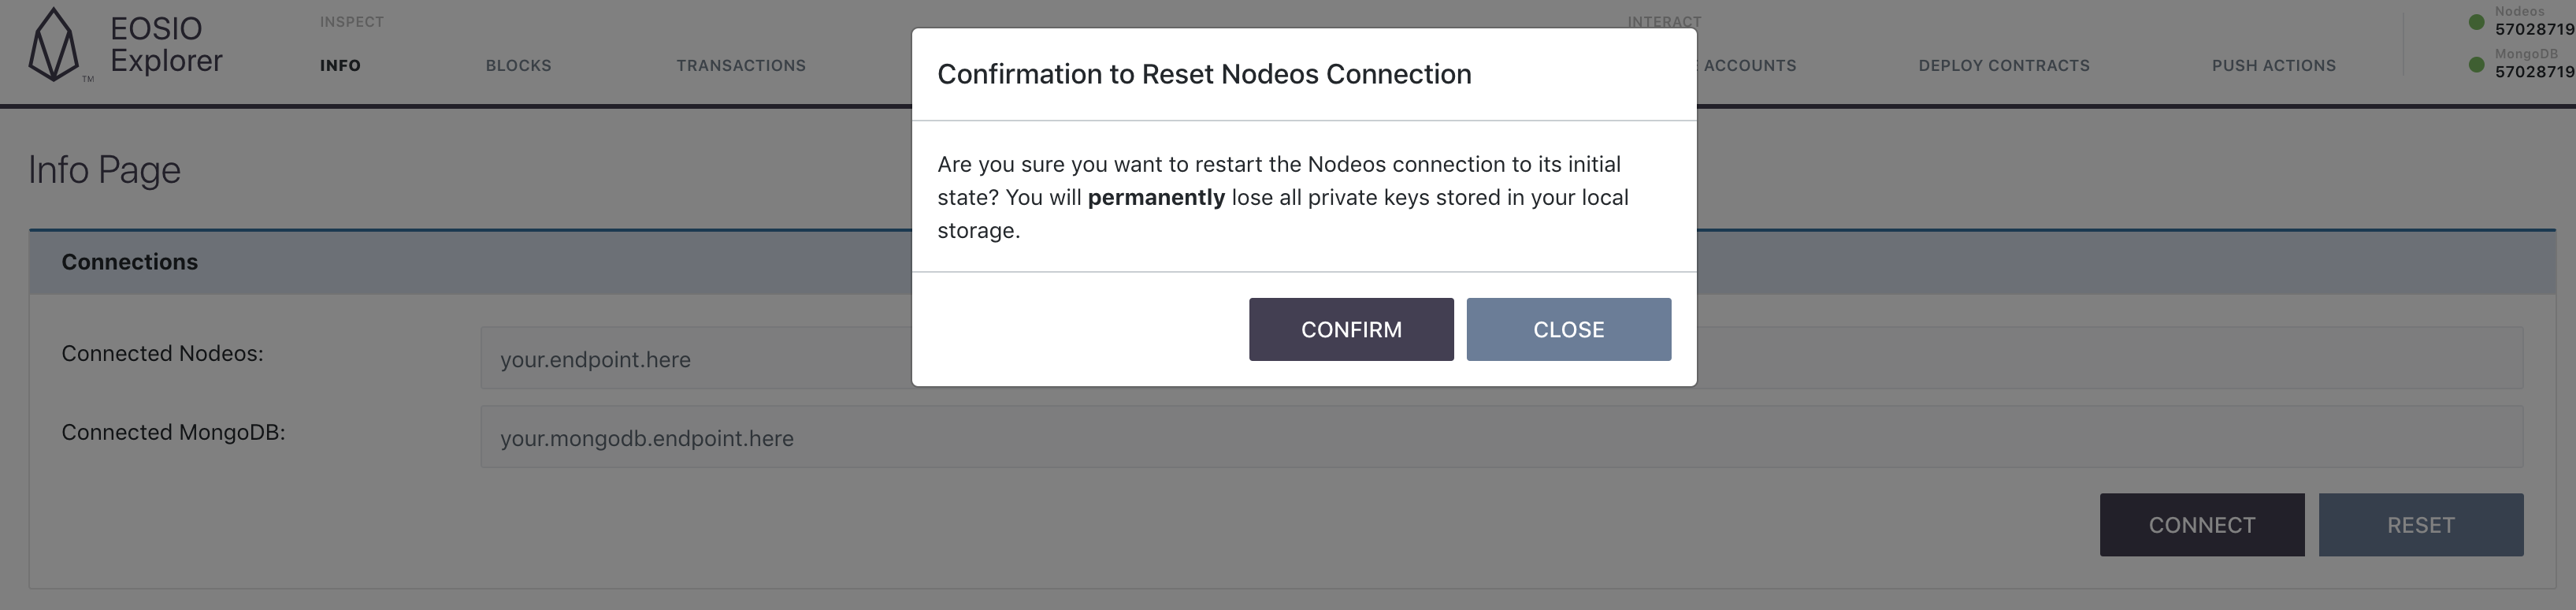 EOSIO
Explorer
TM
INSPECT
INFO
BLOCKS
TRANSACTIONS
INTERACT
ACCOUNTS
DEPLOY CONTRACTS
PUSH ACTIONS
Nodeos
57028719
MongoDB
57028719
Info Page
Connections
Connected Nodeos:
your.endpoint.here
Connected MongoDB:
your.mongodb.endpoint.here
CONNECT
RESET
Confirmation to Reset Nodeos Connection
Are you sure you want to restart the Nodeos connection to its initial
state? You will permanently lose all private keys stored in your local
storage.
CONFIRM
CLOSE